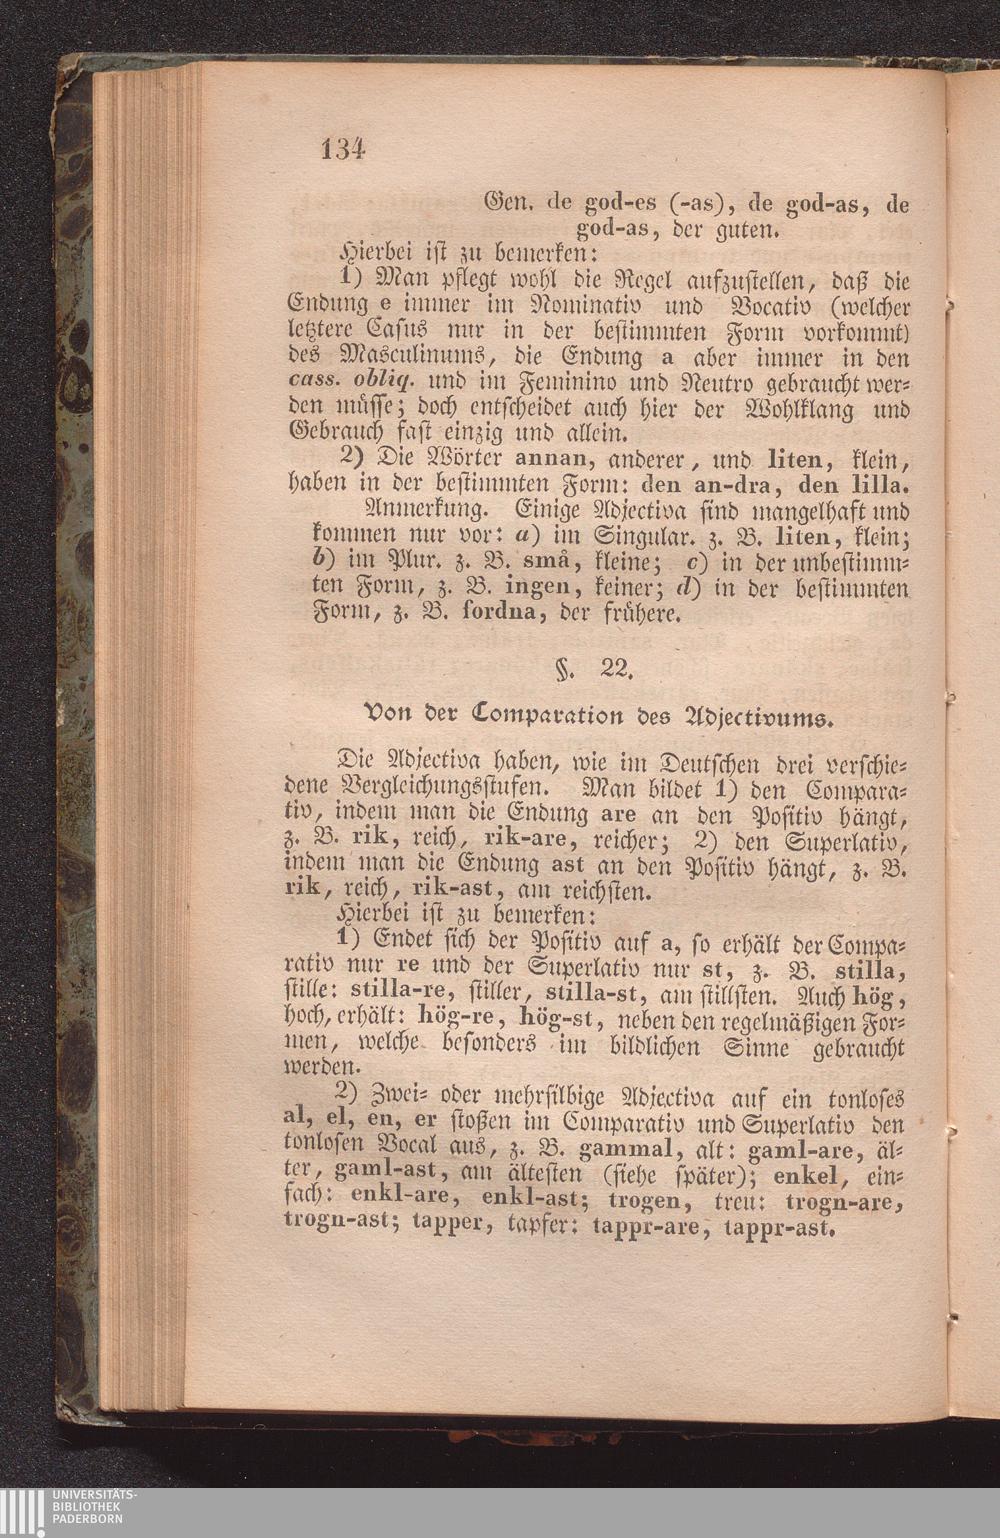 134
Gen. de god-es (-as), de god-as, de
god-as, der guten.
Hierbei ist zu bemerken:
1) Man pflegt wohl die Regel aufzustellen, daß die
Endung e immer im Nominativ und Vocativ (welcher
letztere Casus nur in der bestimmten Form vorkommt)
des Masculinums, die Endung a aber immer in den
cass. obliq. und im Feminino und Neutro gebraucht wer-
den müsse; doch entscheidet auch hier der Wohlklang und
Gebrauch fast einzig und allein.
2) Die Wörter annan, anderer, und liten, klein,
haben in der bestimmten Form: den an-dra, den lilla.
Anmerkung. Einige Adjectiva sind mangelhaft und
kommen nur vor: a) im Singular. z. B. liten, klein;
b) im Plur. z. B. små, kleine; c) in der unbestimm-
ten Form, z. B. ingen, keiner; d) in der bestimmten
Form, z. B. fordna, der frühere.
§. 22.
Von der Comparation des Adjectivums.
Die Adjectiva haben, wie im Deutschen drei verschie-
dene Vergleichungsstufen. Man bildet 1) den Compara-
tiv, indem man die Endung are an den Positiv hängt,
z. B. rik, reich, rik-are, reicher; 2) den Superlativ,
indem man die Endung ast an den Positiv hängt, z. B.
rik, reich, rik-ast, am reichsten.
Hierbei ist zu bemerken:
1) Endet sich der Positiv auf a, so erhält der Compa-
rativ nur re und der Superlativ nur st, z. B. stilla,
stille: stilla-re, stiller, stilla-st, am stillsten. Auch hög,
hoch, erhält: hög-re, hög-st, neben den regelmäßigen For-
men, welche besonders im bildlichen Sinne gebraucht
werden.
2) Zwei- oder mehrsilbige Adjectiva auf ein tonloses
al, el, en, er stoßen im Comparativ und Superlativ den
tonlosen Vocal aus, z. B. gammal, alt: gaml-are, äl-
ter, gaml-ast, am ältesten (siehe später); enkel, ein-
fach: enkl-are, enkl-ast; trogen, treu: trogn-are,
trogn-ast; tapper, tapfer: tappr-are, tappr-ast.
UNIVERSITÄTS-
BIBLIOTHEK
PADERBORN